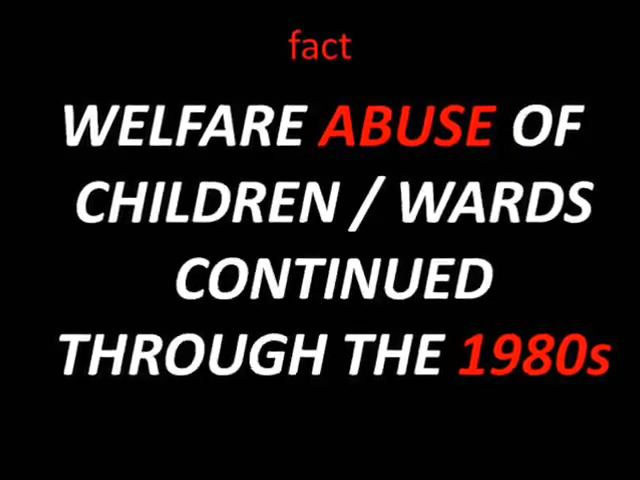 fact
WELFARE ABUSE OF
CHILDREN / WARDS
CONTINUED
THROUGH THE 1980s